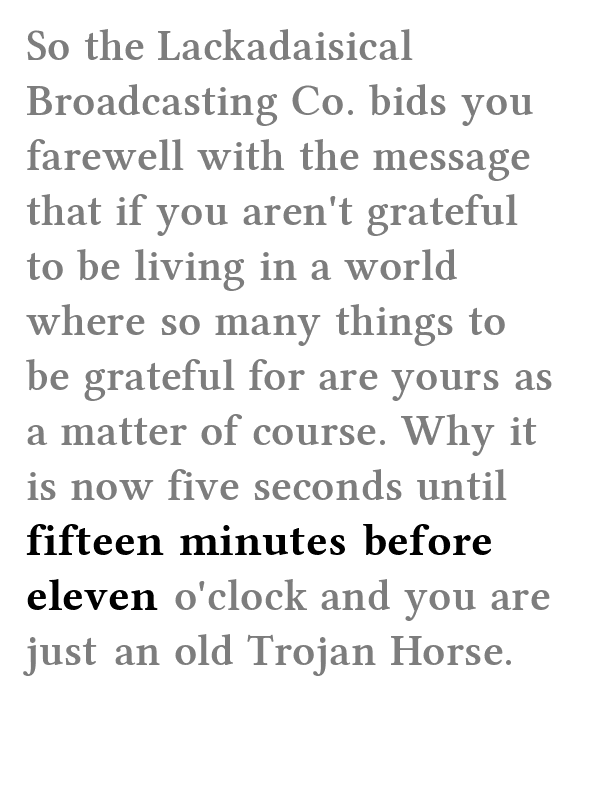 So the Lackadaisical
Broadcasting Co. bids you
farewell with the message
that if you aren't grateful
to be living in a world
where so many things to
be grateful for are yours as
a matter of course. Why it
is now five seconds until
fifteen minutes before
eleven o'clock and you are
just an old Trojan Horse.